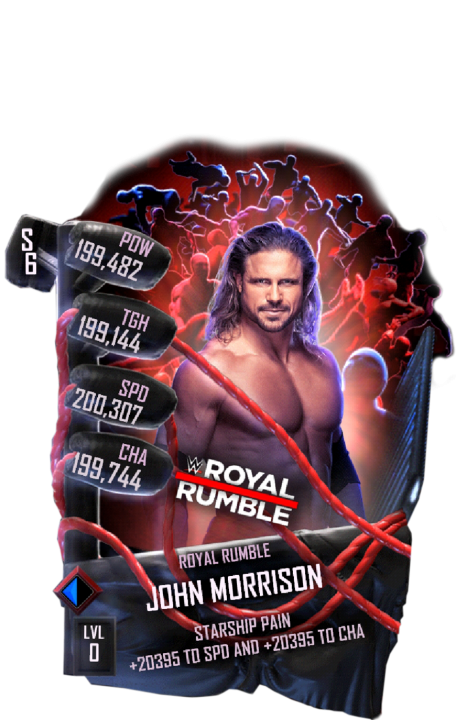 S
6
POW
199,482
TGH
199,144
SPD
200,307
CHA
199,744
W ROYAL
RUMBLE
ROYAL RUMBLE
JOHN MORRISON
LVL
0
STARSHIP PAIN
+20395 TO SPD AND +20395 TO CHA